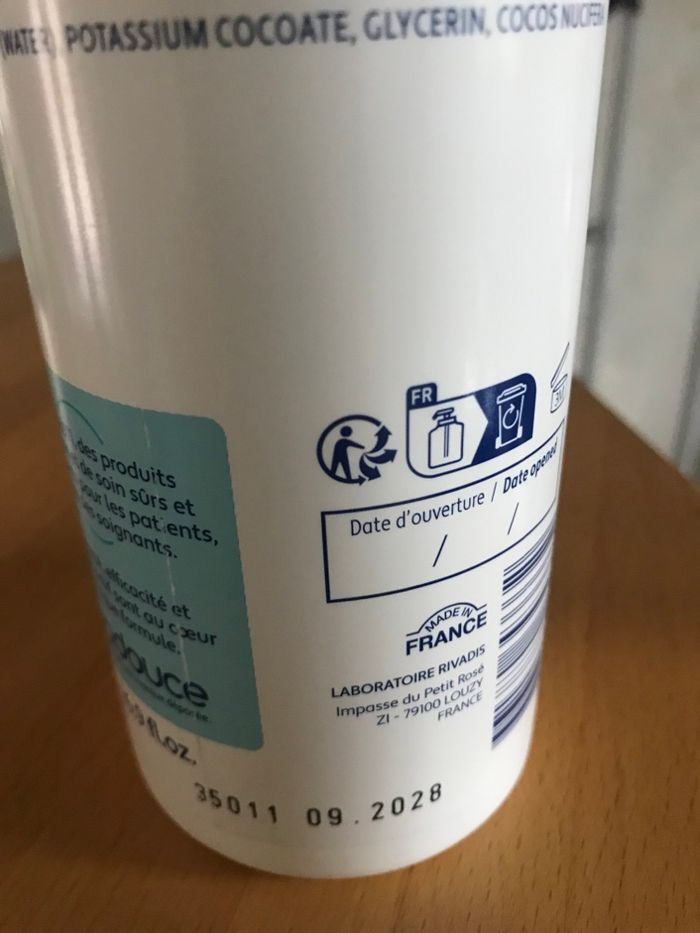 (WATER), POTASSIUM COCOATE, GLYCERIN, COCOS NUCIFERA
des produits
de soin sûrs et
pour les patients,
soignants.
efficacité et
sont au cœur
formule.
douce
déposée.
fl.oz.
FR
Date d'ouverture / Date opened
/ /
MADE IN
FRANCE
LABORATOIRE RIVADIS
Impasse du Petit Rosé
ZI - 79100 LOUZY
FRANCE
35011 09.2028